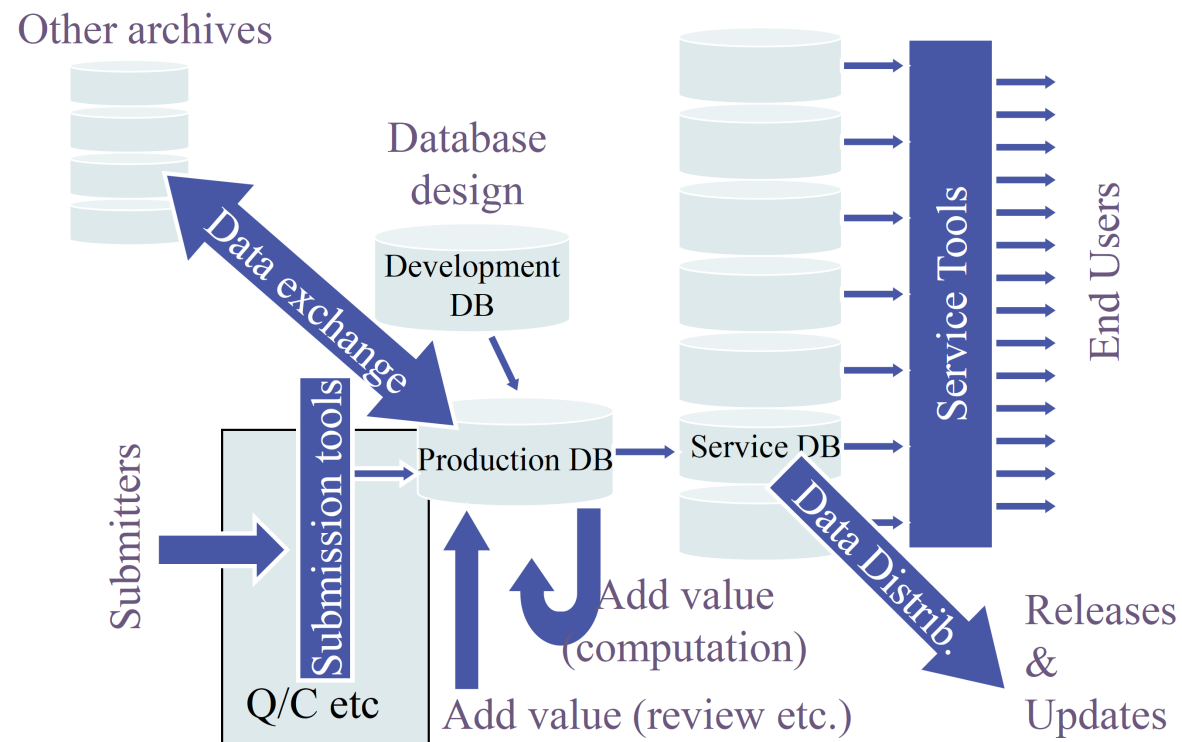 Other archives
Database
design
Development
DB
Data exchange
Submission tools
Submitters
Production DB
Service DB
Service Tools
End Users
Data Distrib.
Add value
(computation)
Q/C etc
Add value (review etc.)
Releases
&
Updates